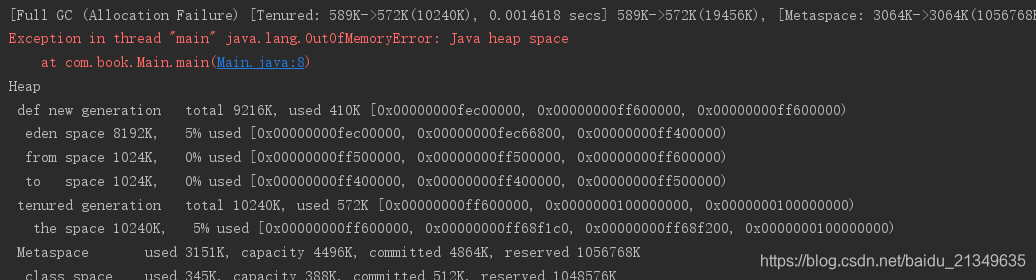 [Full GC (Allocation Failure) [Tenured: 589K->572K(10240K), 0.0014618 secs] 589K->572K(19456K), [Metaspace: 3064K->3064K(1056768K
Exception in thread "main" java.lang.OutOfMemoryError: Java heap space
at com.book.Main.main(Main.java:8)
Heap
def new generation total 9216K, used 410K [0x00000000fec00000, 0x00000000ff600000, 0x00000000ff600000)
eden space 8192K, 5% used [0x00000000fec00000, 0x00000000fec66800, 0x00000000ff400000)
from space 1024K, 0% used [0x00000000ff500000, 0x00000000ff500000, 0x00000000ff600000)
to space 1024K, 0% used [0x00000000ff400000, 0x00000000ff400000, 0x00000000ff500000)
tenured generation total 10240K, used 572K [0x00000000ff600000, 0x0000000100000000, 0x0000000100000000)
the space 10240K, 5% used [0x00000000ff600000, 0x00000000ff68f1c0, 0x00000000ff68f200, 0x0000000100000000)
Metaspace used 3151K, capacity 4496K, committed 4864K, reserved 1056768K
class space used 345K, capacity 388K, committed 512K, reserved 1048576K
https://blog.csdn.net/baidu_21349635